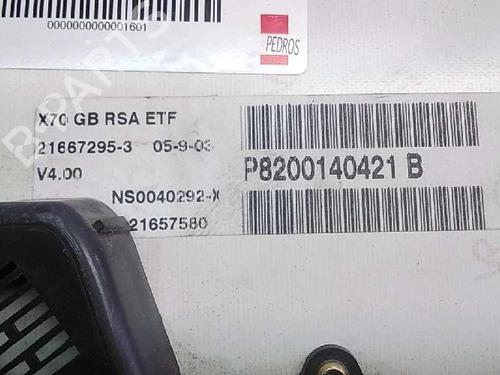 0000000000001601
PEDROS
X70 GB RSA ETF
21667295-3 05-9-03
V4.00
NS0040292-X
21657580
P8200140421 B